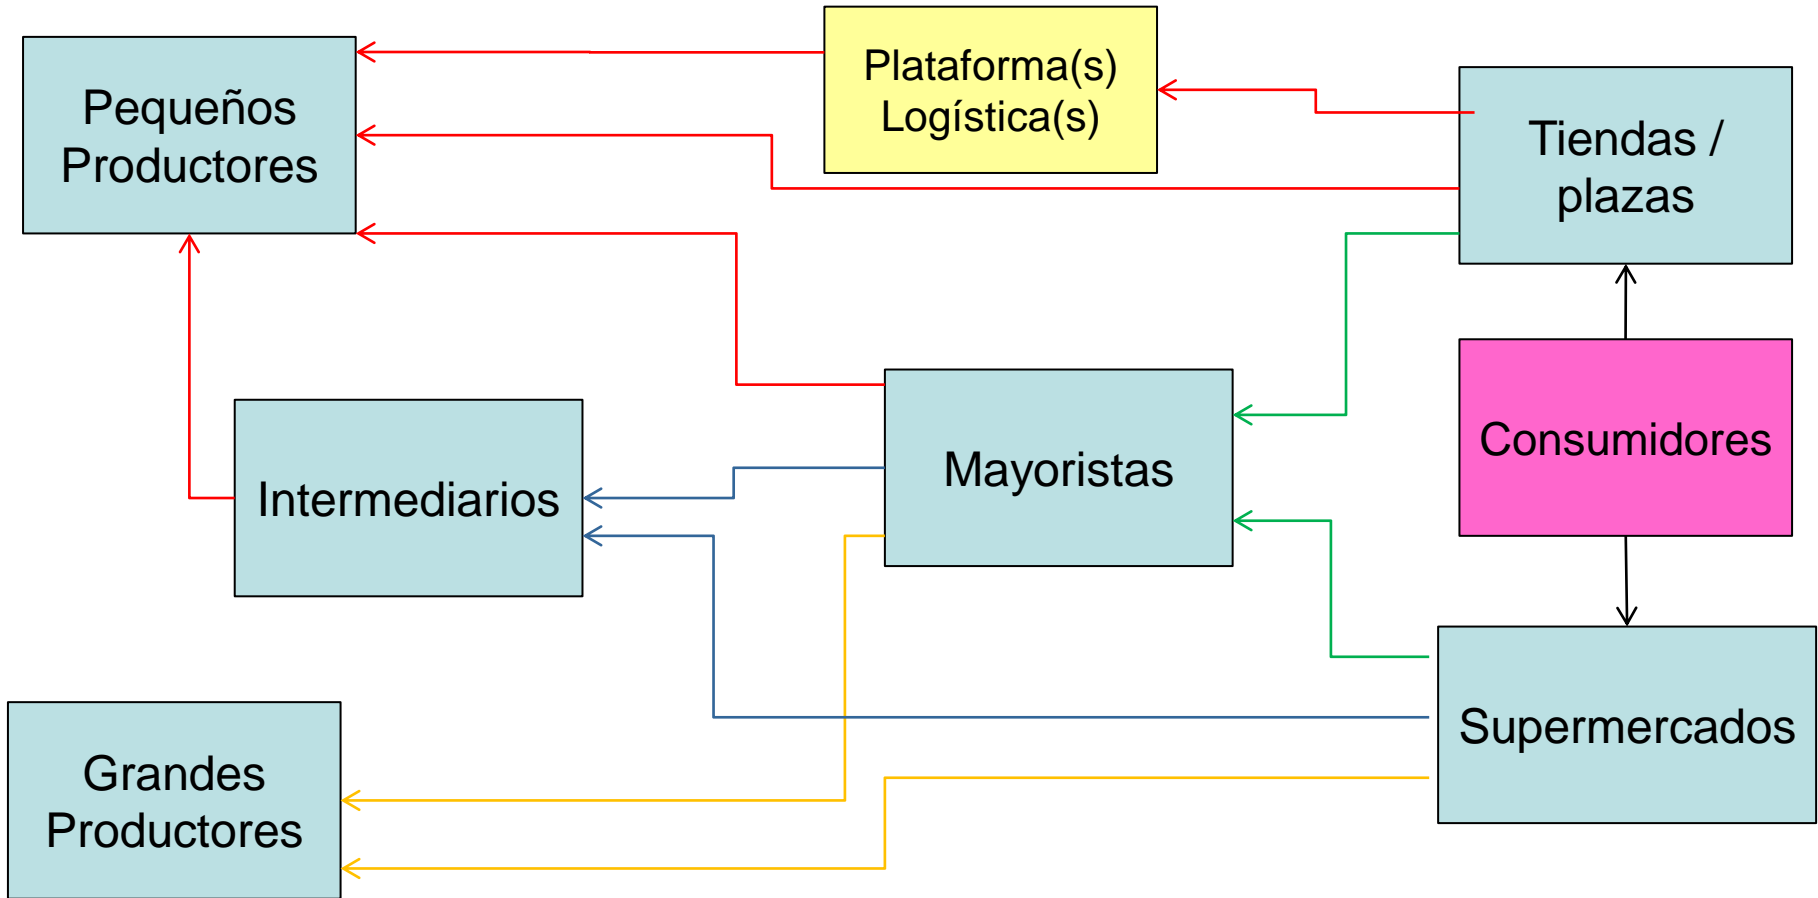 Pequeños
Productores
Plataforma(s)
Logística(s)
Tiendas /
plazas
Consumidores
Mayoristas
Intermediarios
Supermercados
Grandes
Productores